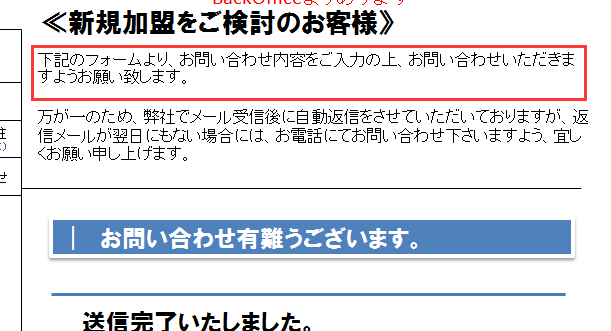 ≪新規加盟をご検討のお客様≫
下記のフォームより、お問い合わせ内容をご入力の上、お問い合わせいただきま
すようお願い致します。
万が一のため、弊社でメール受信後に自動返信をさせていただいておりますが、返
信メールが翌日にもない場合には、お電話にてお問い合わせ下さいますよう、宜し
くお願い申し上げます。
せ
｜ お問い合わせ有難うございます。
送信完了いたしました。